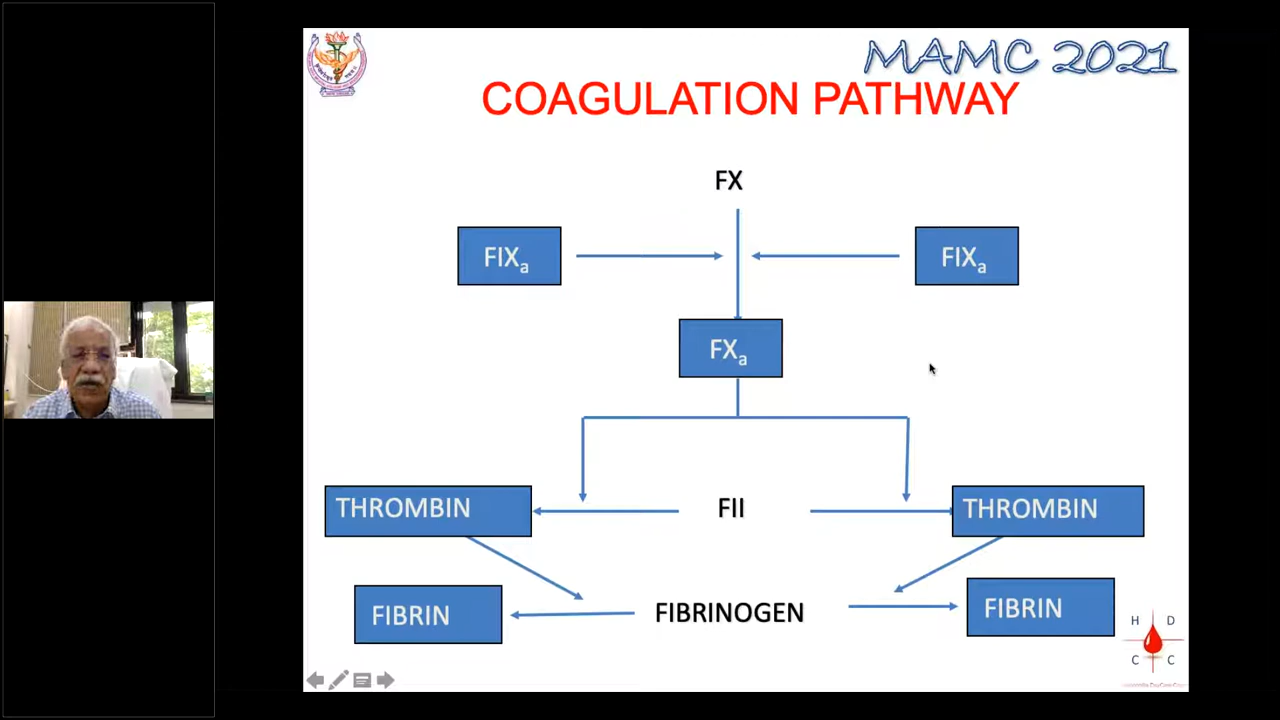 MAMC 2021
COAGULATION PATHWAY
FX
FIXa
FIXa
FXa
THROMBIN
FII
THROMBIN
FIBRIN
FIBRINOGEN
FIBRIN
H D
C C